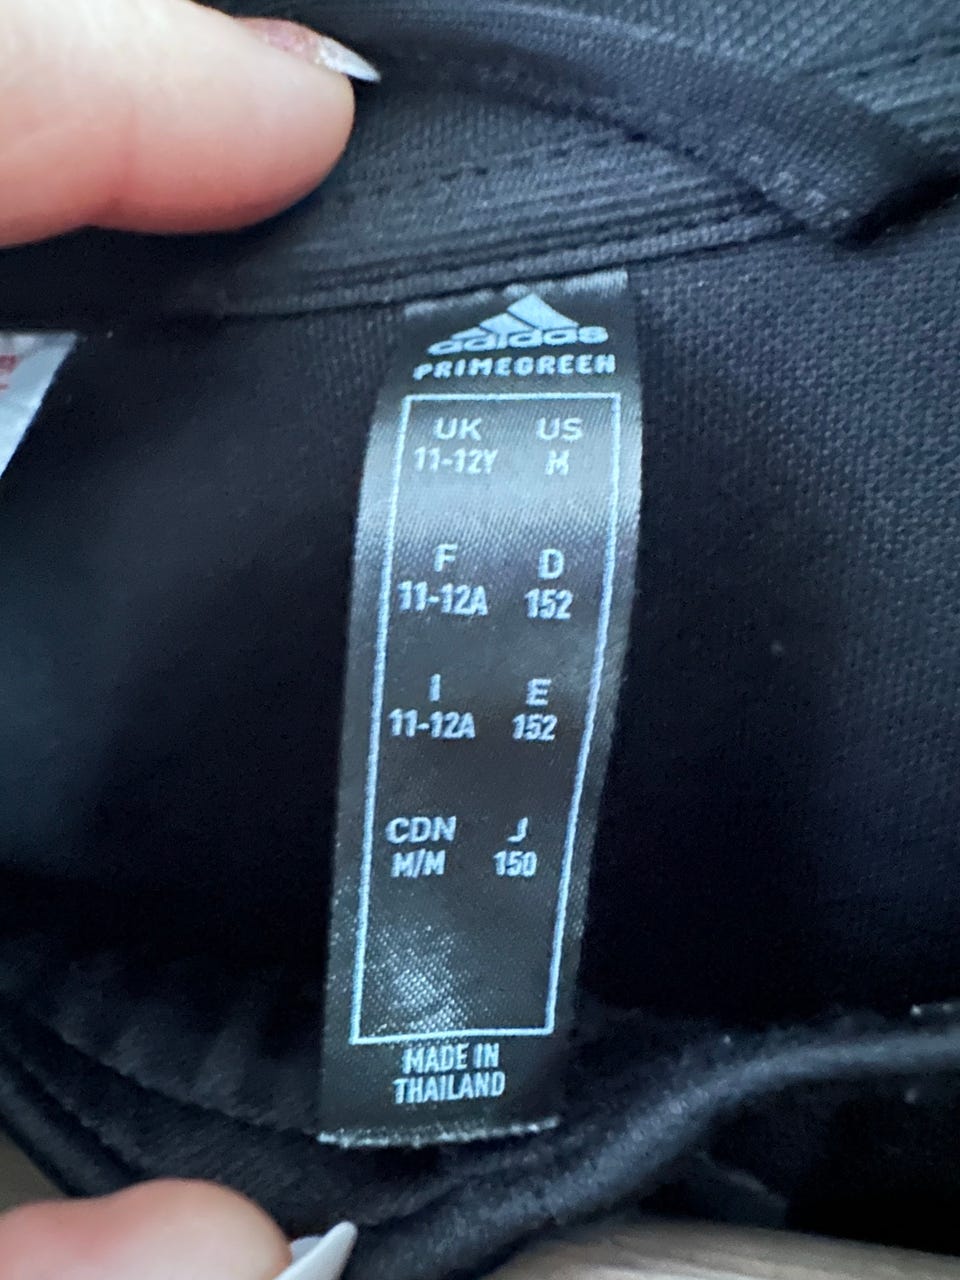 adidas
PRIMEGREEN
UK US
11-12Y M
F D
11-12A 152
I E
11-12A 152
CDN J
M/M 150
MADE IN
THAILAND